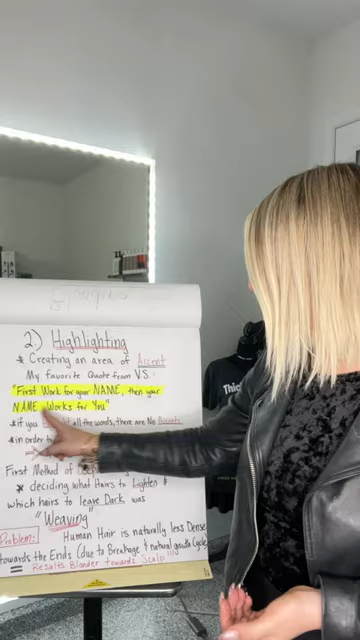 2) Highlighting
* Creating an area of Accent
My Favorite Quote from VS:
"First Work for your NAME, then your
NAME Works for You"
* if you all the words, there are No Accents
* in order to
First Method of
* deciding what Hairs to Lighten &
which hairs to leave Dark was
"Weaving"
Problem: Human Hair is naturally less Dense
towards the Ends (due to Breakage & natural growth Cycle)
= Results Blonder towards Scalp!!!!
Thic